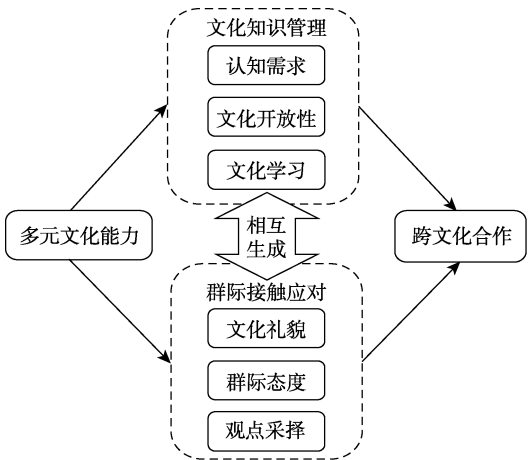 文化知识管理
认知需求
文化开放性
文化学习
多元文化能力
相互
生成
跨文化合作
群际接触应对
文化礼貌
群际态度
观点采择